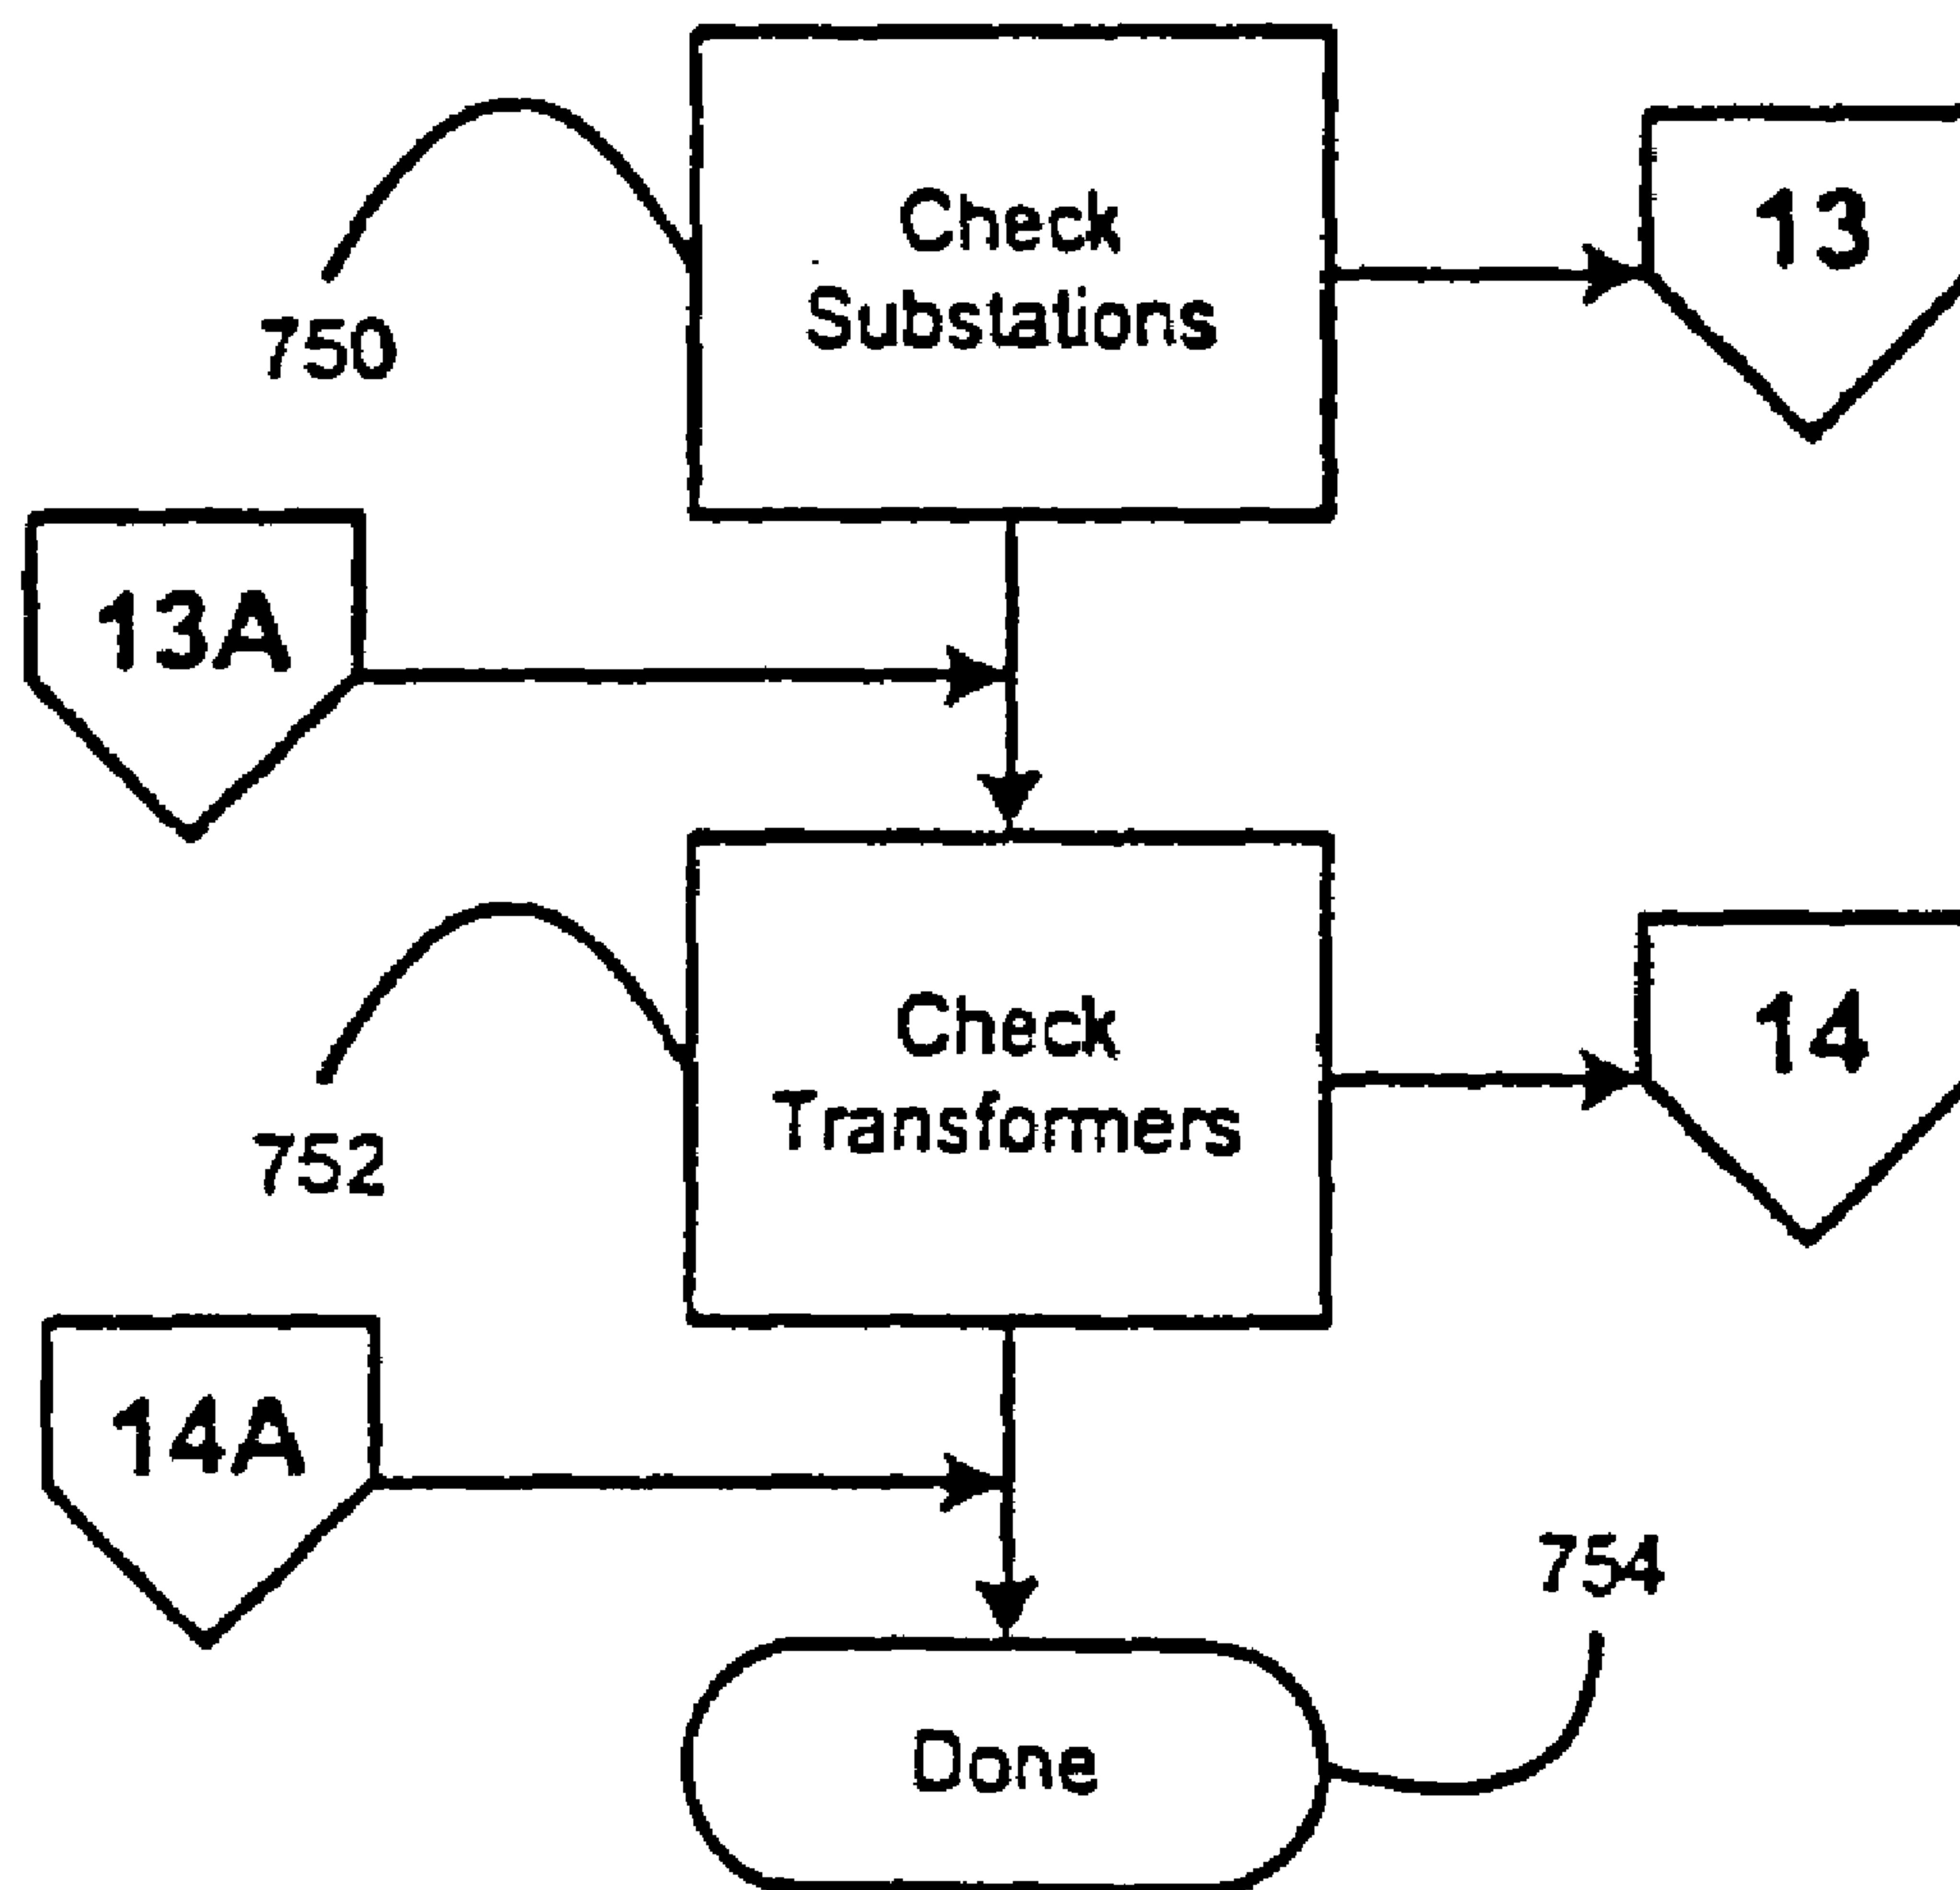 Check
Substations
13
750
13A
Check
Transformers
14
752
14A
754
Done